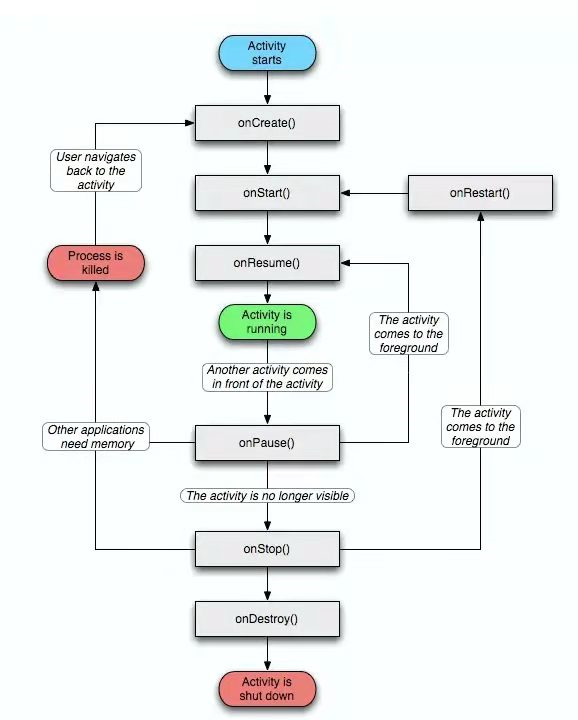 Activity
starts
onCreate()
User navigates
back to the
activity
onStart()
onRestart()
Process is
killed
onResume()
Activity is
running
The activity
comes to the
foreground
Another activity comes
in front of the activity
The activity
comes to the
foreground
Other applications
need memory
onPause()
The activity is no longer visible
onStop()
onDestroy()
Activity is
shut down